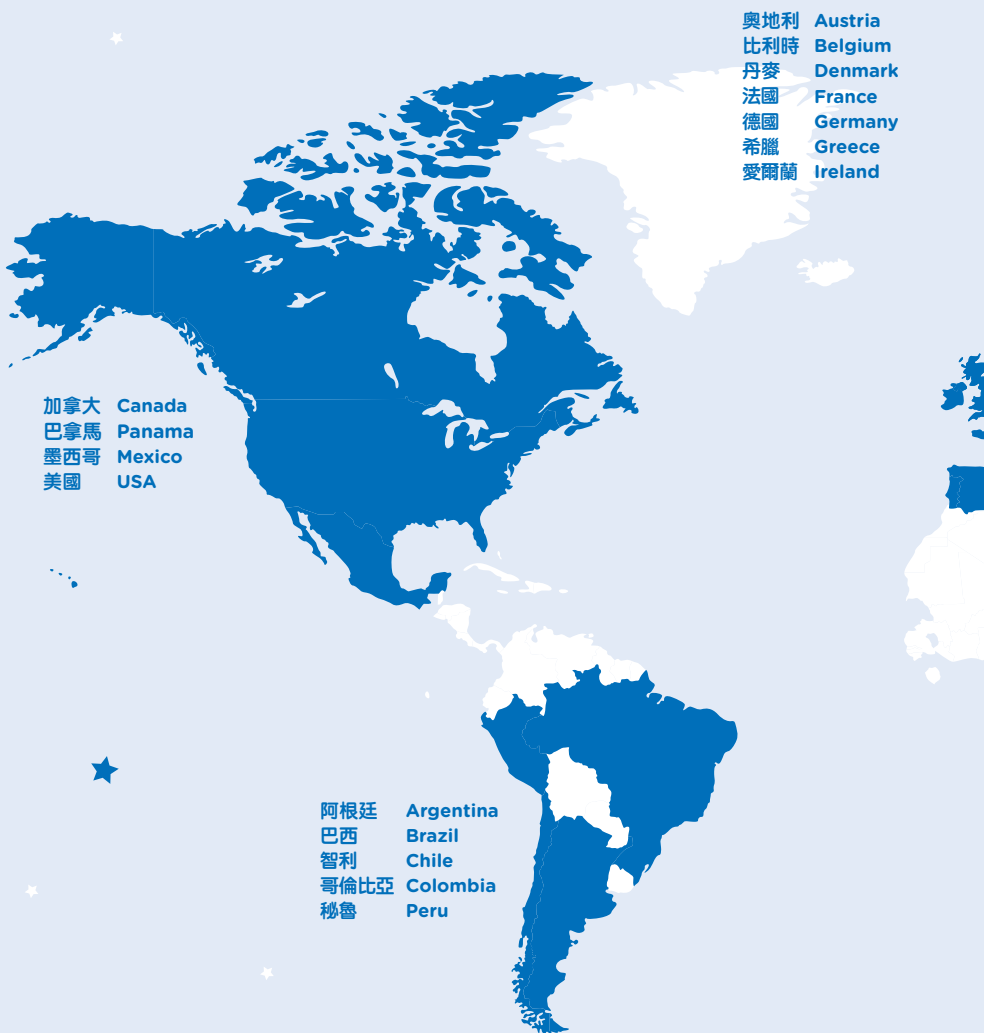 奧地利 Austria
比利時 Belgium
丹麥 Denmark
法國 France
德國 Germany
希臘 Greece
愛爾蘭 Ireland
加拿大 Canada
巴拿馬 Panama
墨西哥 Mexico
美國 USA
阿根廷 Argentina
巴西 Brazil
智利 Chile
哥倫比亞 Colombia
秘魯 Peru